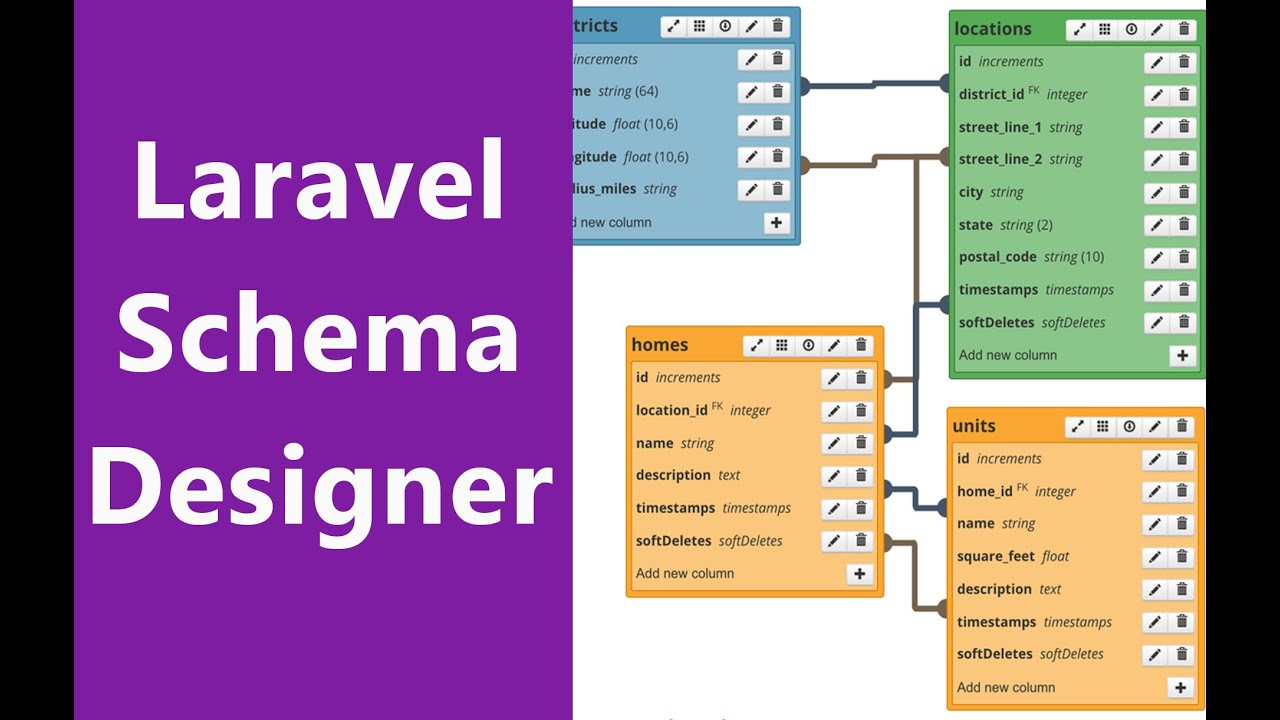 Laravel
Schema
Designer
tricts
increments
me string (64)
itude float (10,6)
gitude float (10,6)
lius_miles string
d new column
locations
id increments
district_id FK integer
street_line_1 string
street_line_2 string
city string
state string (2)
postal_code string (10)
timestamps timestamps
softDeletes softDeletes
Add new column
homes
id increments
location_id FK integer
name string
description text
timestamps timestamps
softDeletes softDeletes
Add new column
units
id increments
home_id FK integer
name string
square_feet float
description text
timestamps timestamps
softDeletes softDeletes
Add new column